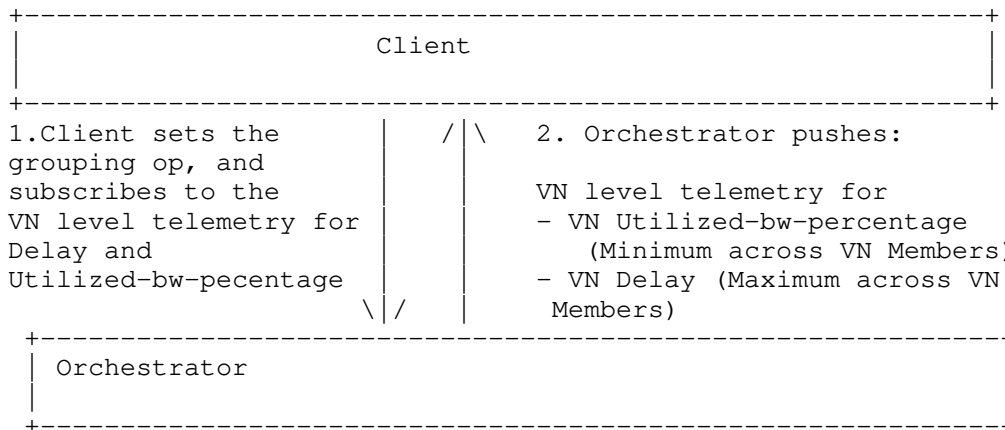 Client
1.Client sets the
grouping op, and
subscribes to the
VN level telemetry for
Delay and
Utilized-bw-pecentage
2. Orchestrator pushes:
VN level telemetry for
- VN Utilized-bw-percentage
(Minimum across VN Members)
- VN Delay (Maximum across VN
Members)
Orchestrator